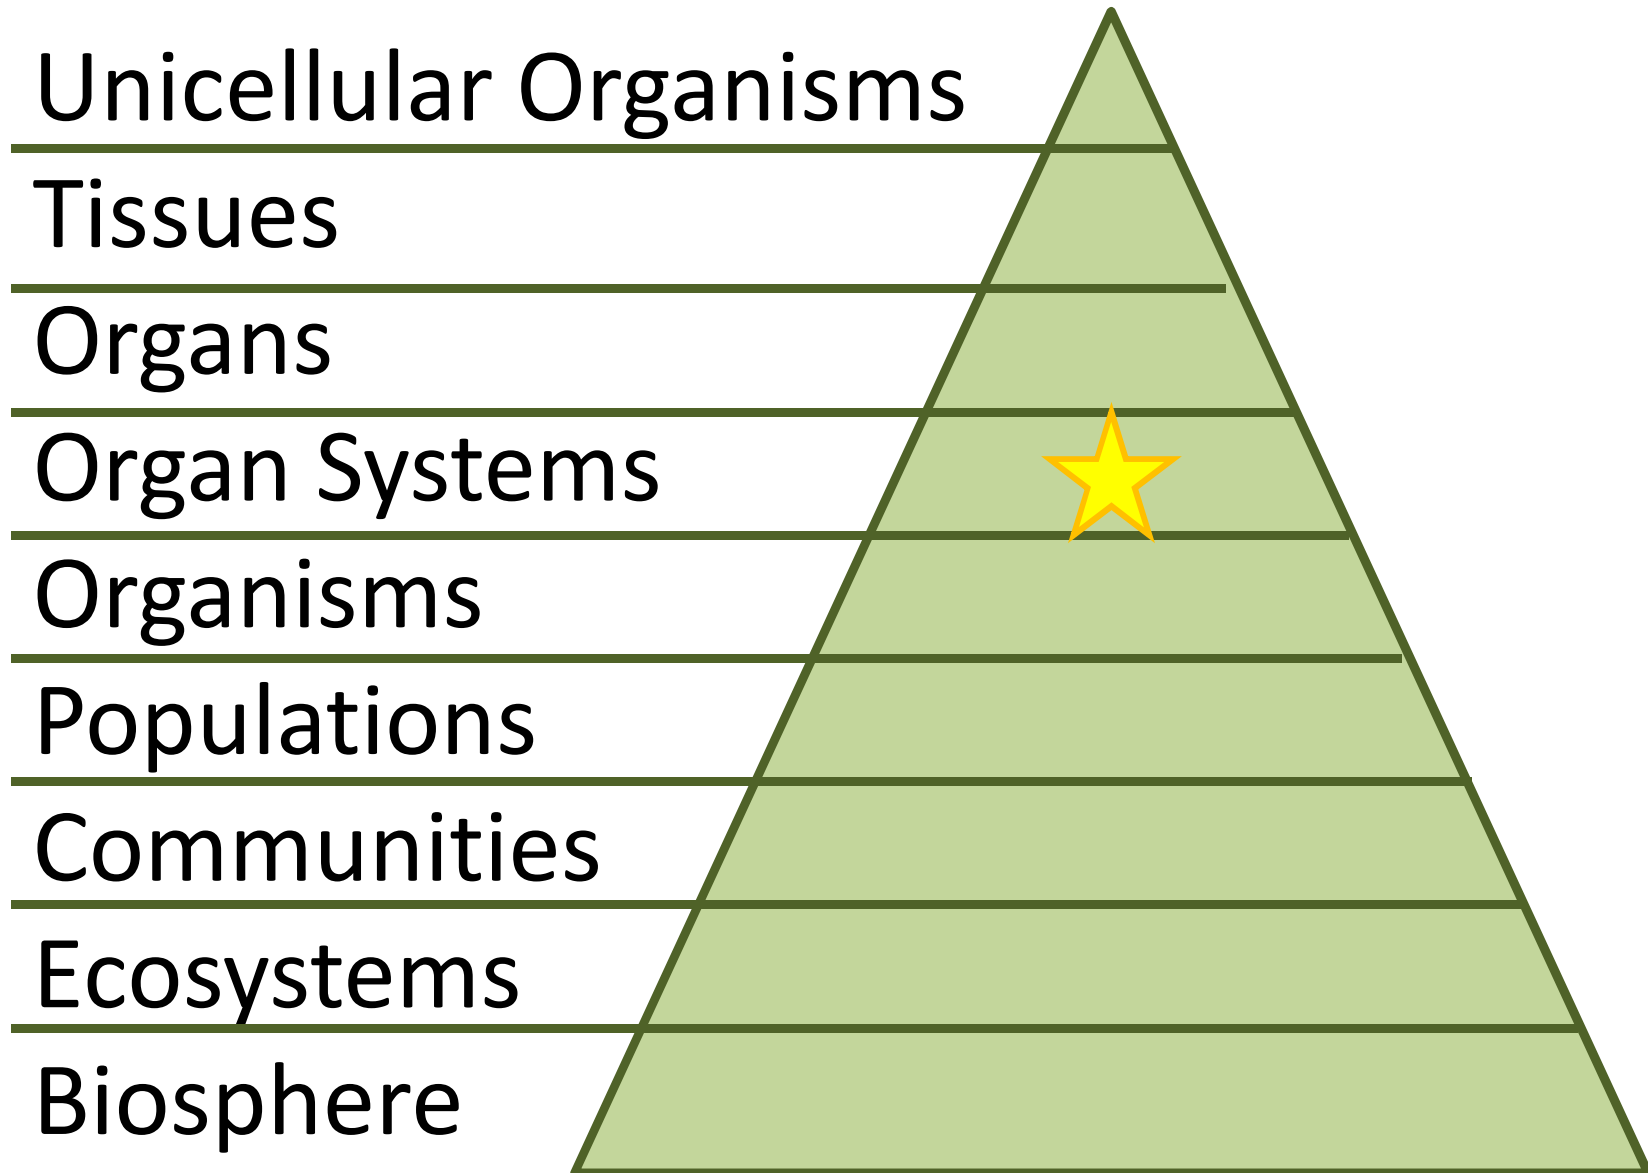 Unicellular Organisms
Tissues
Organs
Organ Systems
Organisms
Populations
Communities
Ecosystems
Biosphere